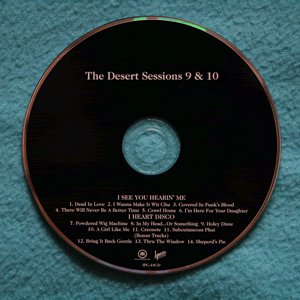 The Desert Sessions 9 & 10
I SEE YOU HEARIN' ME
1. Dead In Love 2. I Wanna Make It Wit Chu 3. Covered In Punk's Blood
4. There Will Never Be A Better Time 5. Crawl Home 6. I'm Here For Your Daughter
I HEART DISCO
7. Powdered Wig Machine 8. In My Head...Or Something 9. Holey Dime
10. A Girl Like Me 11. Creosote 11. Subcutaneous Phat
(Bonus Tracks)
12. Bring It Back Gentle 13. Thru The Window 14. Sheperd's Pie